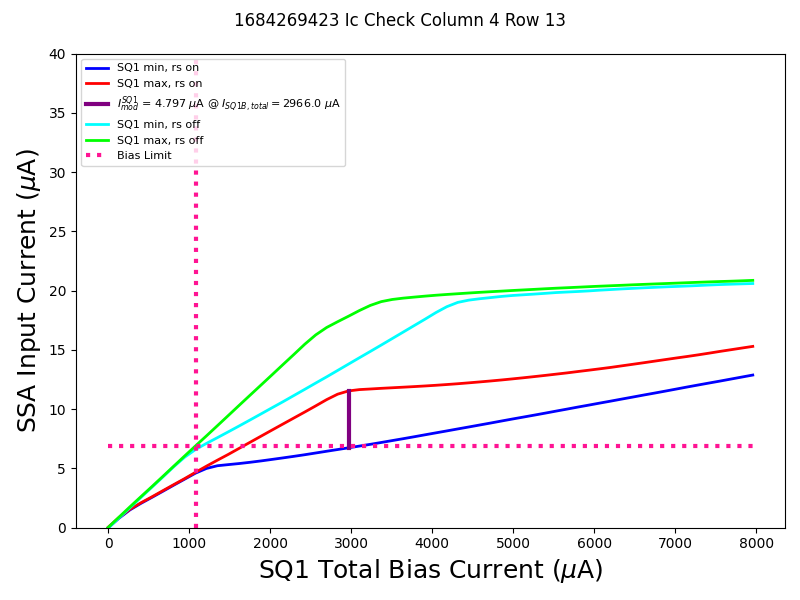 1684269423 Ic Check Column 4 Row 13
40
35
30
25
20
15
10
5
0
SSA Input Current (μA)
SQ1 min, rs on
SQ1 max, rs on
I_{mod}^{SQ1} = 4.797 μA @ I_{SQ1B,total} = 2966.0 μA
SQ1 min, rs off
SQ1 max, rs off
Bias Limit
0 1000 2000 3000 4000 5000 6000 7000 8000
SQ1 Total Bias Current (μA)